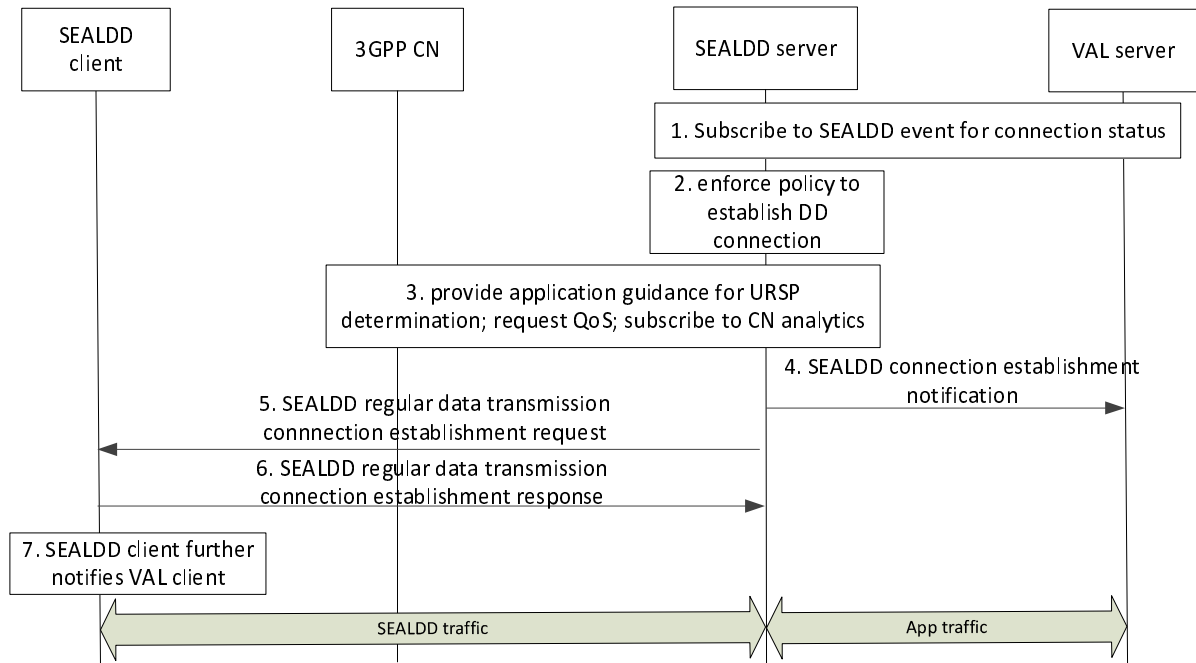 SEALDD
client
3GPP CN
SEALDD server
VAL server
1. Subscribe to SEALDD event for connection status
2. enforce policy to
establish DD
connection
3. provide application guidance for URSP
determination; request QoS; subscribe to CN analytics
4. SEALDD connection establishment
notification
5. SEALDD regular data transmission
connnection establishment request
6. SEALDD regular data transmission
connection establishment response
7. SEALDD client further
notifies VAL client
SEALDD traffic
App traffic